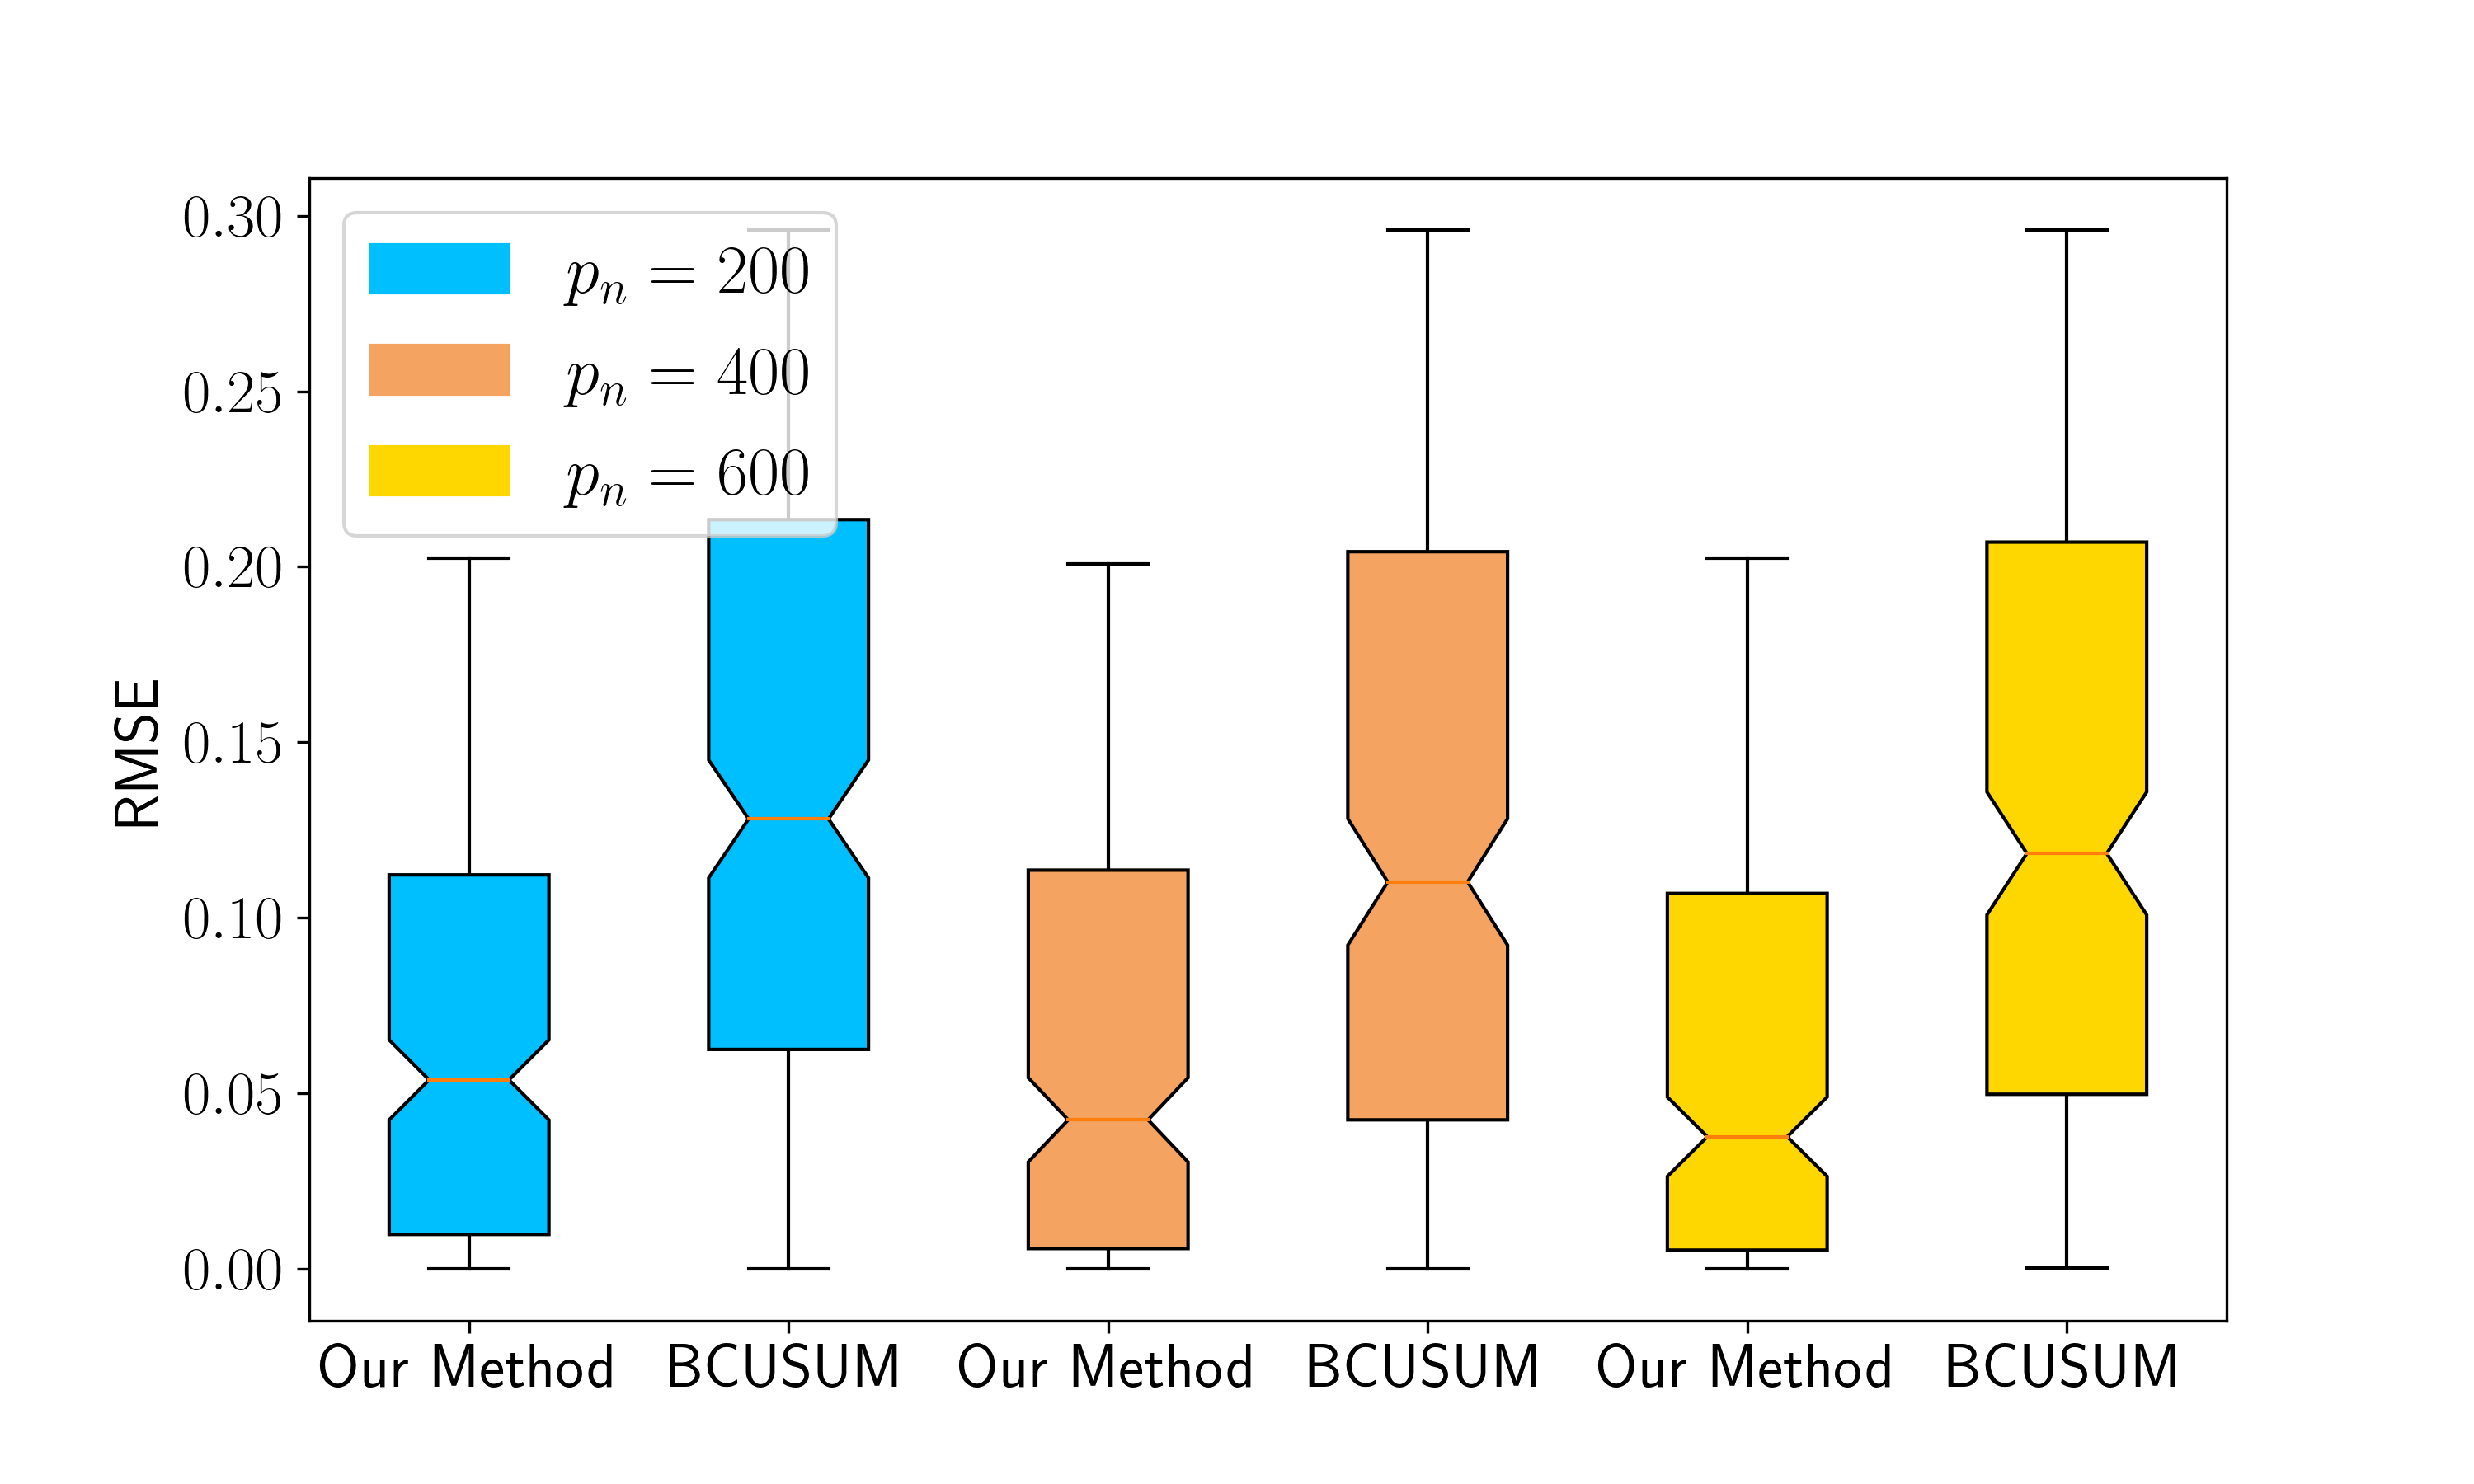 0.30
0.25
0.20
0.15
0.10
0.05
0.00
RMSE
pₙ = 200
pₙ = 400
pₙ = 600
Our Method BCUSUM Our Method BCUSUM Our Method BCUSUM